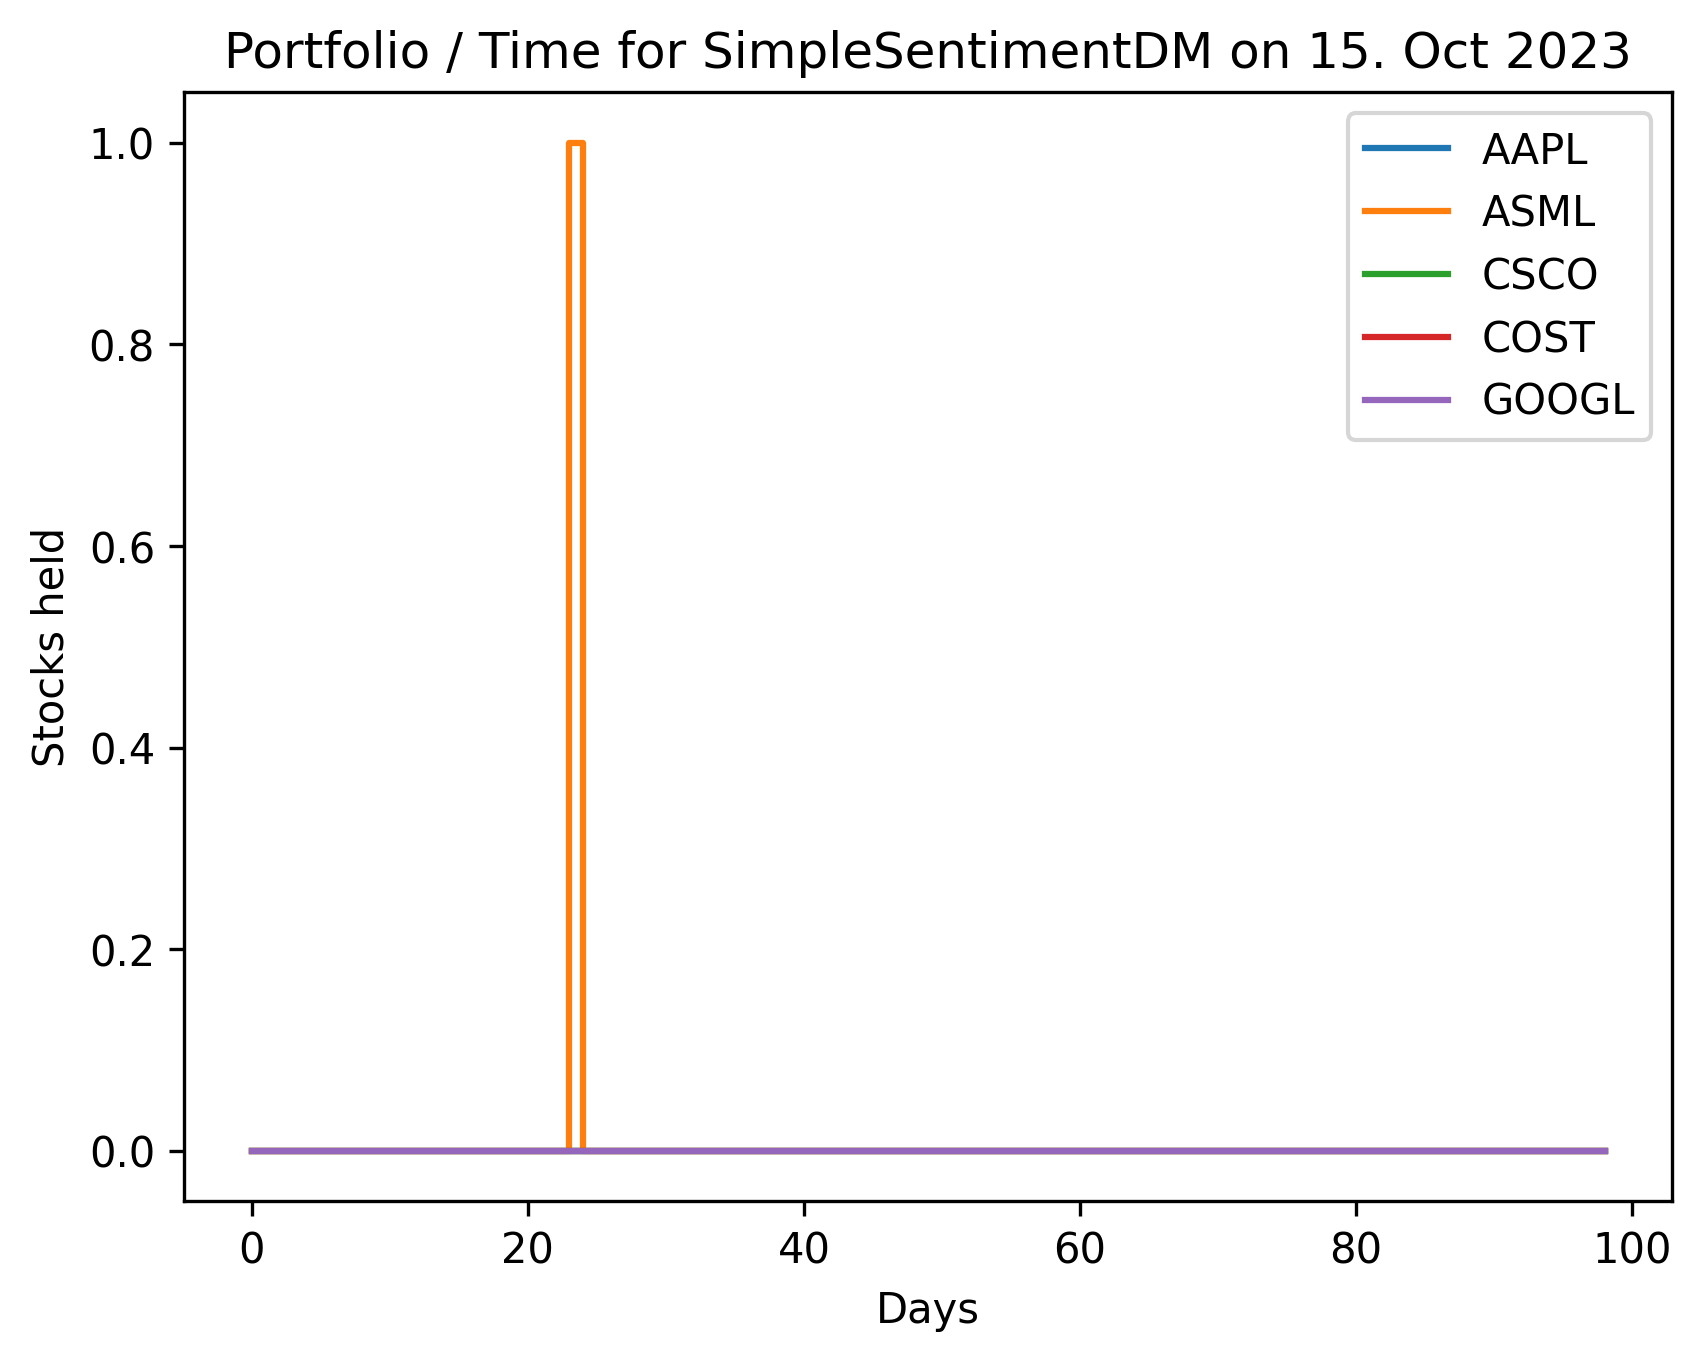 Portfolio / Time for SimpleSentimentDM on 15. Oct 2023
AAPL
ASML
CSCO
COST
GOOGL
Stocks held
1.0
0.8
0.6
0.4
0.2
0.0
0 20 40 60 80 100
Days